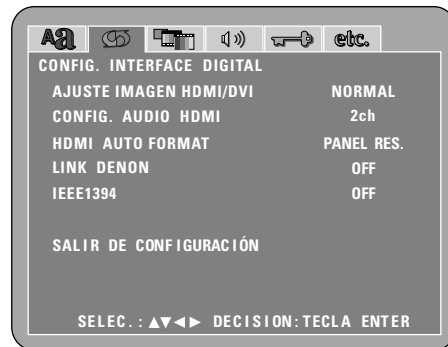 Aa etc.
CONFIG. INTERFACE DIGITAL
AJUSTE IMAGEN HDMI/DVI NORMAL
CONFIG. AUDIO HDMI 2ch
HDMI AUTO FORMAT PANEL RES.
LINK DENON OFF
IEEE1394 OFF
SALIR DE CONFIGURACIÓN
SELEC.:▲▼◄► DECISION:TECLA ENTER